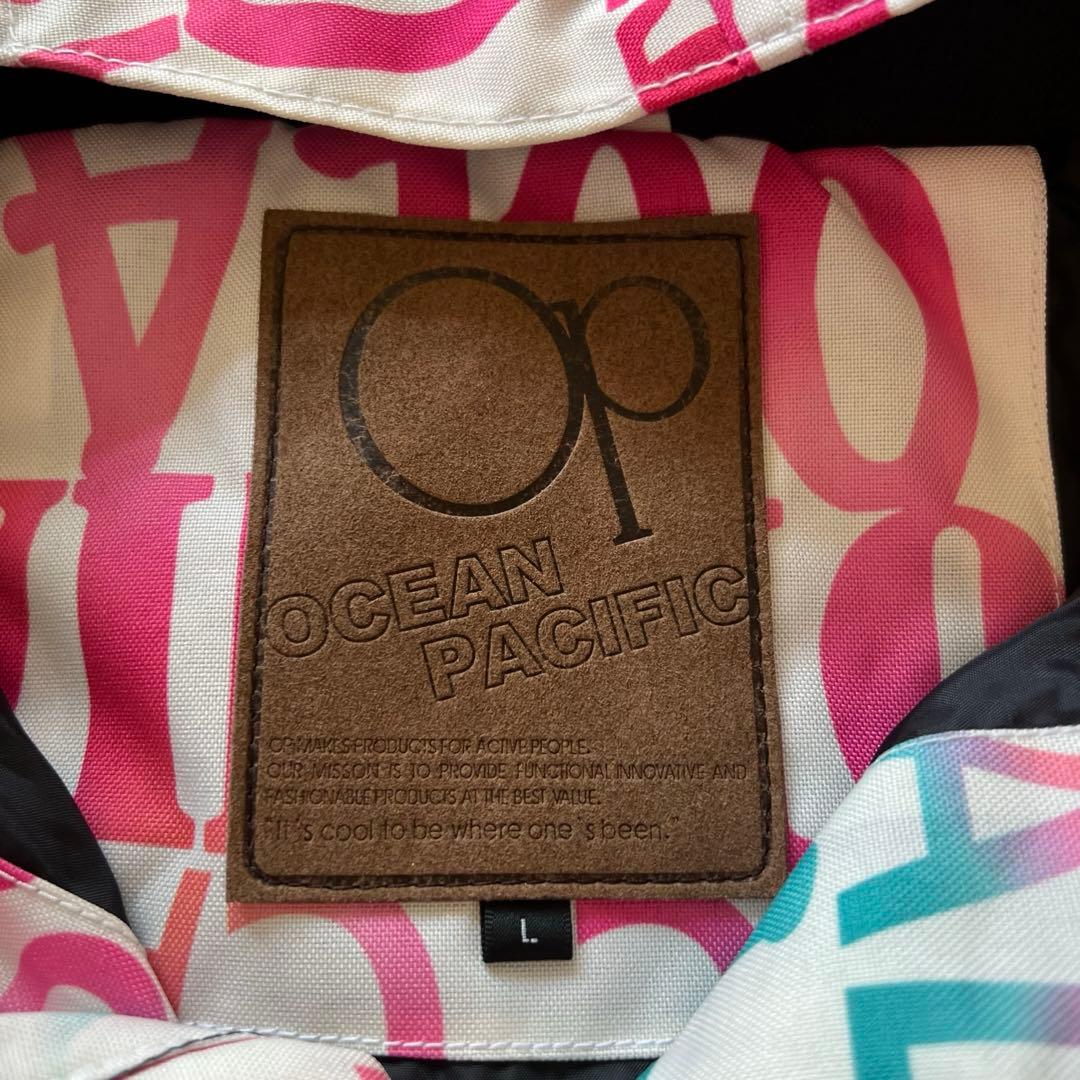 op
OCEAN
PACIFIC
OP MAKES PRODUCTS FOR ACTIVE PEOPLE.
OUR MISSON IS TO PROVIDE FUNCTIONAL INNOVATIVE AND
FASHIONABLE PRODUCTS AT THE BEST VALUE.
"It's cool to be where one's been."
L